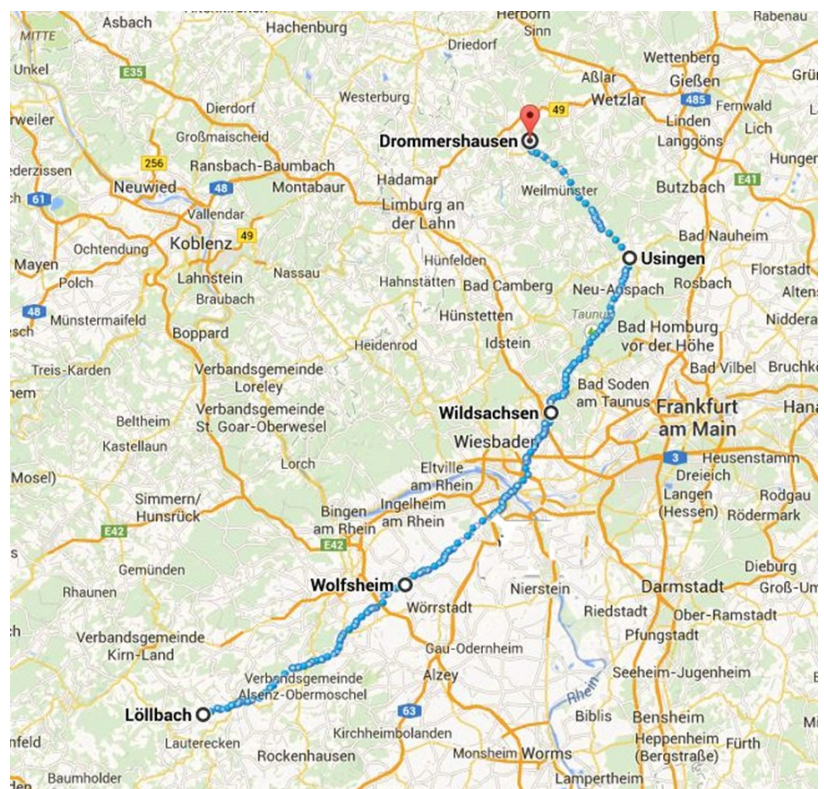 Asbach
Hachenburg
Herborn
Sinn
Rabenau
MITTE
Driedorf
Wettenberg
Unkel
E35
Aßlar
Gießen
Westerburg
Wetzlar
485
Fernwald
Dierdorf
49
Linden
Lich
Großmaischeid
Drommershausen
Langgöns
256
Ransbach-Baumbach
Hadamar
Neuwied
48
Montabaur
Weilmünster
Butzbach
E41
61
Limburg an
der Lahn
Vallendar
49
Koblenz
Bad Nauheim
Ochtendung
Hünfelden
Usingen
Mayen
Lahnstein
Nassau
Florstadt
Polch
Hahnstätten
Bad Camberg
Neu-Anspach
Rosbach
Braubach
48
Münstermaifeld
Hünstetten
Taunus
Boppard
Heidenrod
Idstein
Bad Homburg
vor der Höhe
Treis-Karden
Verbandsgemeinde
Loreley
Bad Vilbel
Bad Soden
am Taunus
Verbandsgemeinde
St. Goar-Oberwesel
Wildsachsen
Frankfurt
am Main
Beltheim
Wiesbaden
Kastellaun
Lorch
Eltville
am Rhein
3
Heusenstamm
Mosel)
Dreieich
Simmern/
Hunsrück
Bingen
am Rhein
Ingelheim
am Rhein
Langen
(Hessen)
Rodgau
Rödermark
E42
E42
Gemünden
Dieburg
Wolfsheim
Rhaunen
Wörrstadt
Nierstein
Darmstadt
Riedstadt
Ober-Ramstadt
Verbandsgemeinde
Kirn-Land
Pfungstadt
Gau-Odernheim
Verbandsgemeinde
Alsenz-Obermoschel
Alzey
Seeheim-Jugenheim
Rhein
Löllbach
63
Biblis
Bensheim
Lauterecken
Kirchheimbolanden
Heppenheim
(Bergstraße)
Fürth
Rockenhausen
Monsheim
Worms
Baumholder
Lampertheim